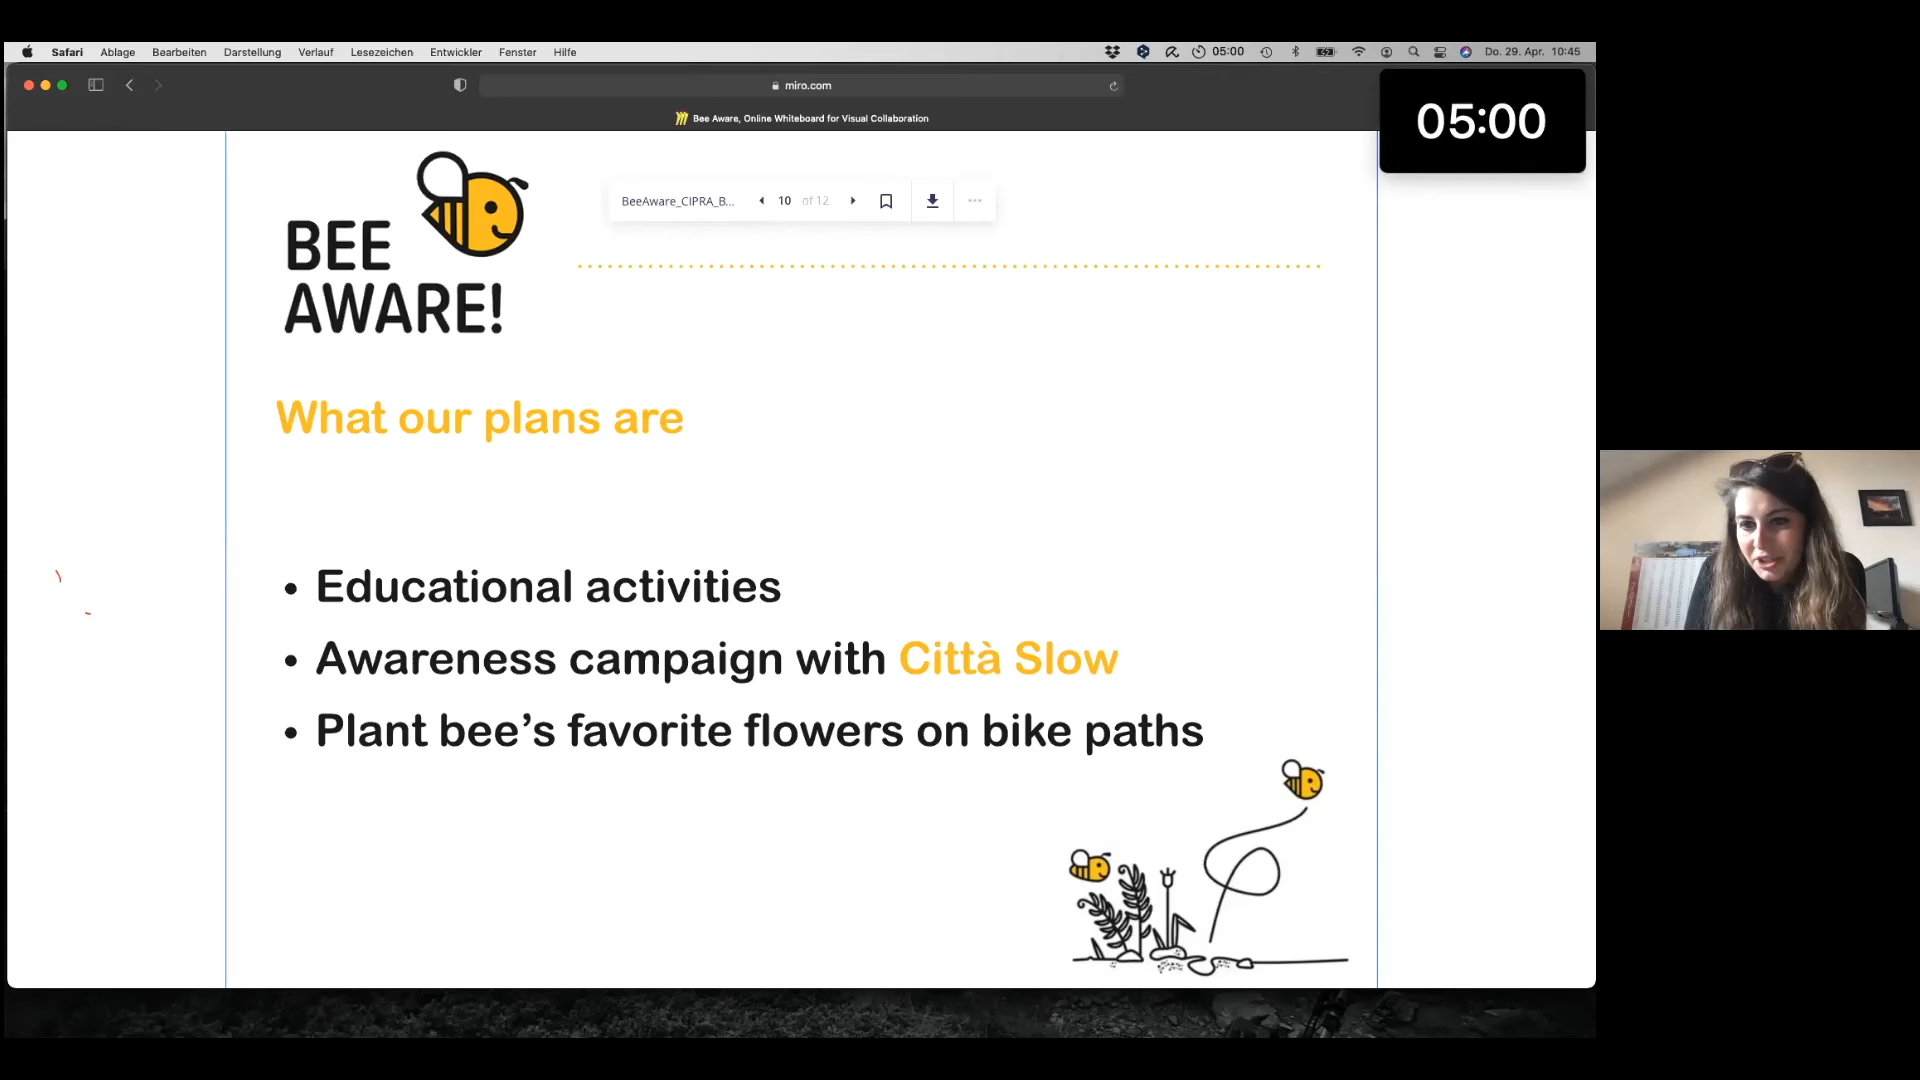 Safari Ablage Bearbeiten Darstellung Verlauf Lesezeichen Entwickler Fenster Hilfe 05:00 Do. 29. Apr. 10:45
miro.com
Bee Aware, Online Whiteboard for Visual Collaboration
05:00
BeeAware_CIPRA_B... 10 of 12
BEE
AWARE!
What our plans are
• Educational activities
• Awareness campaign with Città Slow
• Plant bee’s favorite flowers on bike paths